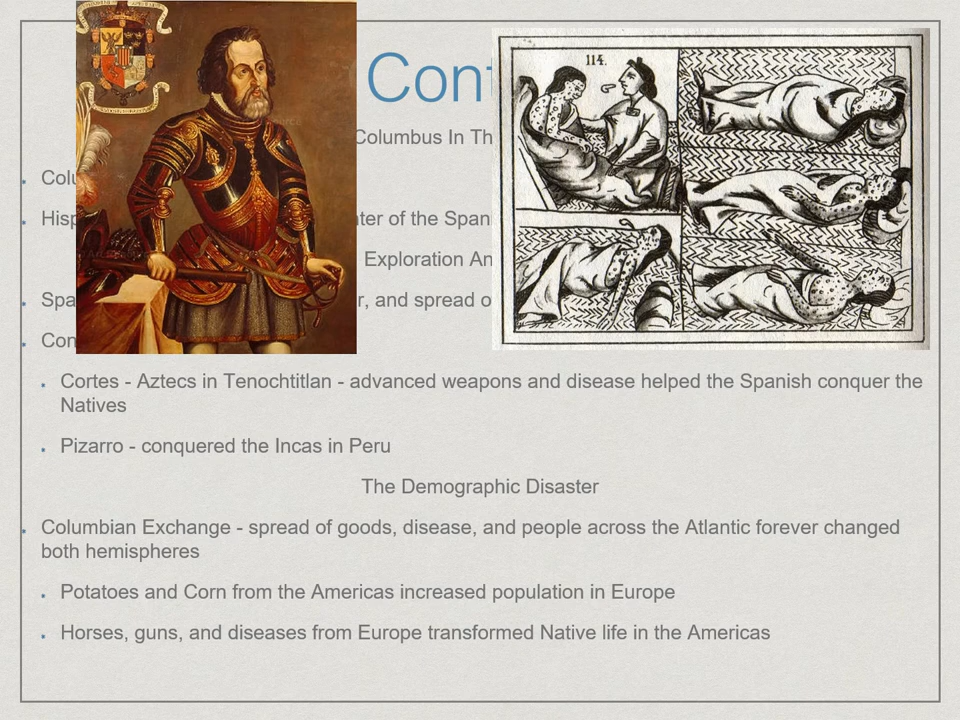 114.
Cont
Columbus In Th
Colu
Hisp ter of the Span
Exploration An
Spa r, and spread o
Con
Cortes - Aztecs in Tenochtitlan - advanced weapons and disease helped the Spanish conquer the
Natives
Pizarro - conquered the Incas in Peru
The Demographic Disaster
Columbian Exchange - spread of goods, disease, and people across the Atlantic forever changed
both hemispheres
Potatoes and Corn from the Americas increased population in Europe
Horses, guns, and diseases from Europe transformed Native life in the Americas